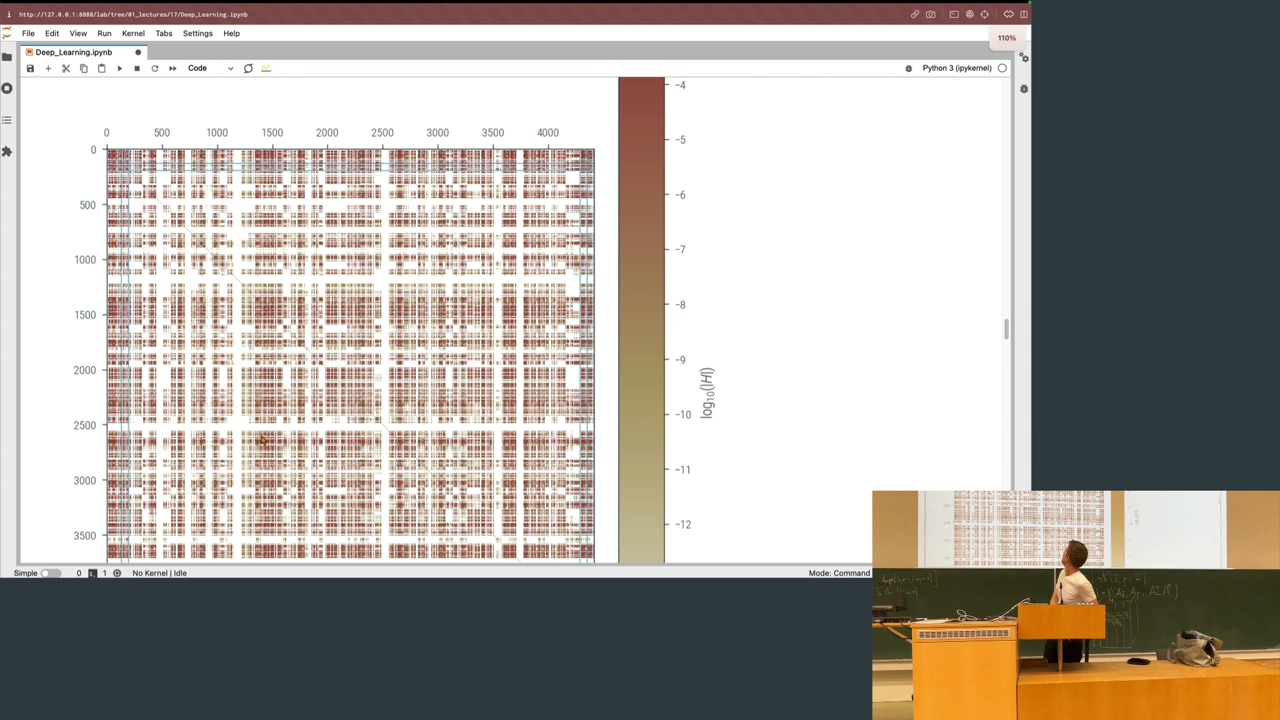 http://127.0.0.1:8888/lab/tree/01_lectures/17/Deep_Learning.ipynb
110%
File Edit View Run Kernel Tabs Settings Help
Deep_Learning.ipynb
Code
Python 3 (ipykernel)
0 500 1000 1500 2000 2500 3000 3500 4000
0
500
1000
1500
2000
2500
3000
3500
-4
-5
-6
-7
-8
-9
-10
-11
-12
log10(|H|)
Simple 0 1 No Kernel | Idle
Mode: Command